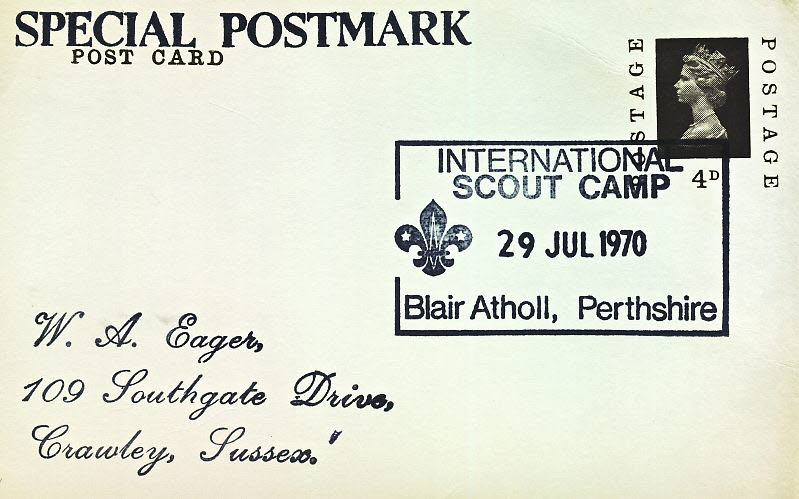 SPECIAL POSTMARK
POST CARD
POSTAGE
POSTAGE
4D
INTERNATIONAL
SCOUT CAMP
29 JUL 1970
Blair Atholl, Perthshire
W. A. Eager,
109 Southgate Drive,
Crawley, Sussex.